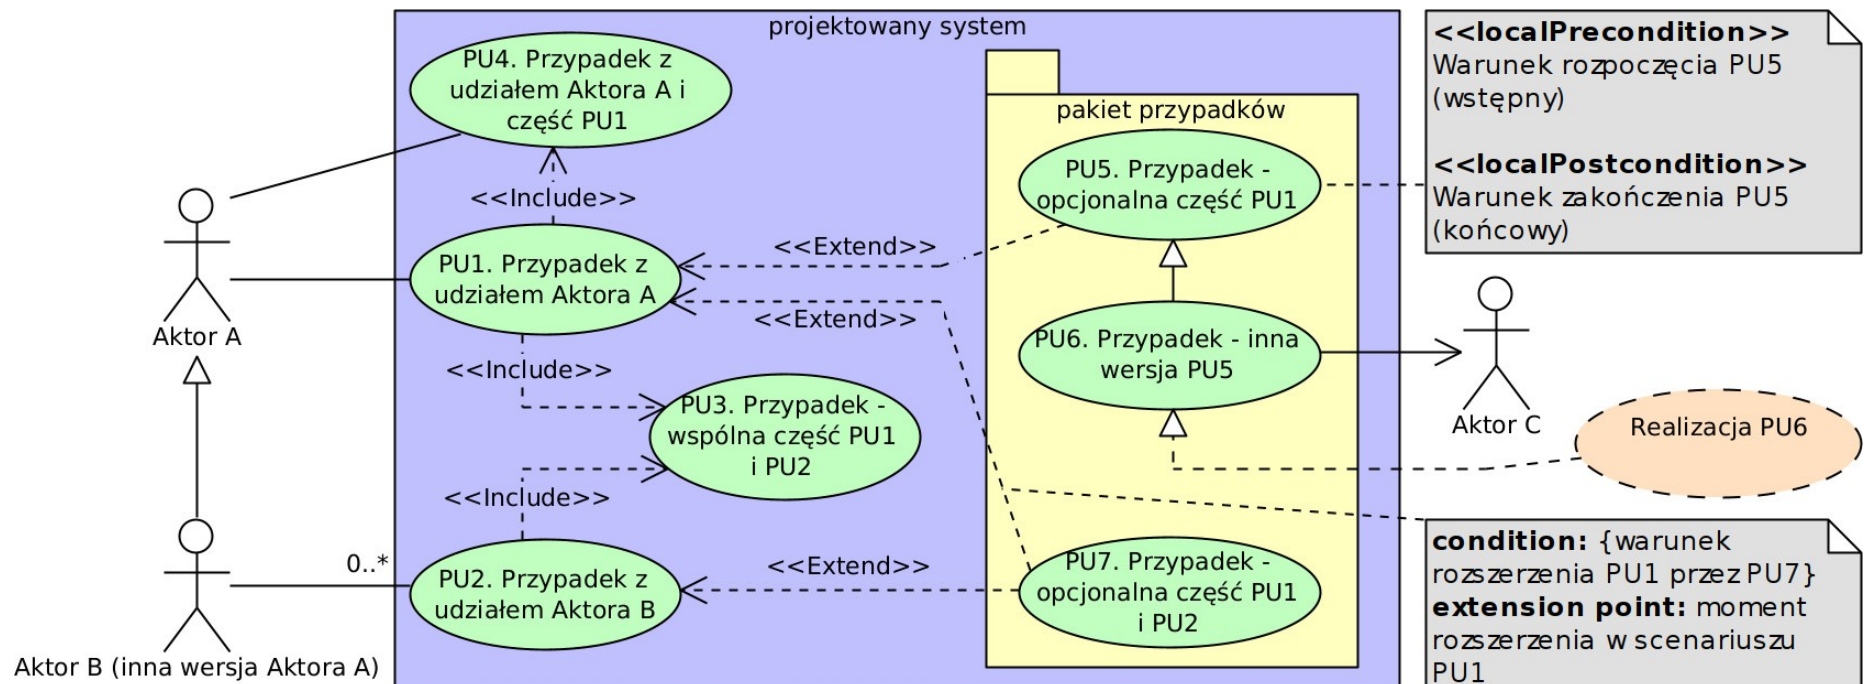 projektowany system
PU4. Przypadek z
udziałem Aktora A i
część PU1
<<Include>>
PU1. Przypadek z
udziałem Aktora A
Aktor A
<<Extend>>
<<Extend>>
<<Include>>
PU3. Przypadek -
wspólna część PU1
i PU2
<<Include>>
0..*
PU2. Przypadek z
udziałem Aktora B
<<Extend>>
Aktor B (inna wersja Aktora A)
pakiet przypadków
PU5. Przypadek -
opcjonalna część PU1
PU6. Przypadek - inna
wersja PU5
PU7. Przypadek -
opcjonalna część PU1
i PU2
<<localPrecondition>>
Warunek rozpoczęcia PU5
(wstępny)
<<localPostcondition>>
Warunek zakończenia PU5
(końcowy)
Aktor C
Realizacja PU6
condition: {warunek
rozszerzenia PU1 przez PU7}
extension point: moment
rozszerzenia w scenariuszu
PU1